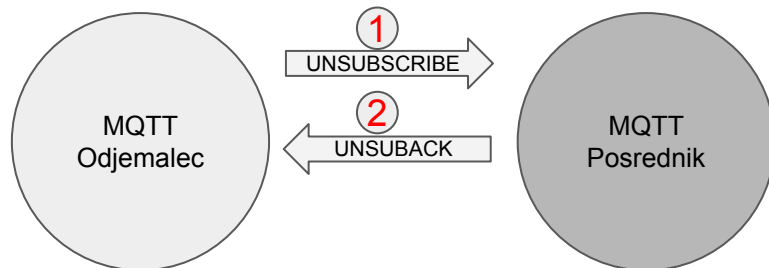 1
UNSUBSCRIBE
2
UNSUBACK
MQTT
Odjemalec
MQTT
Posrednik